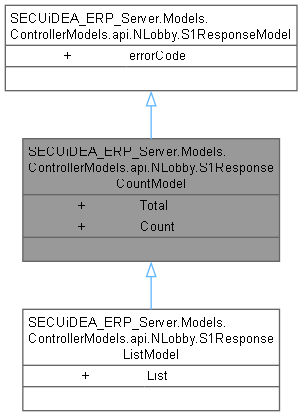 SECUiDEA_ERP_Server.Models.
ControllerModels.api.NLobby.S1ResponseModel
+ errorCode
SECUiDEA_ERP_Server.Models.
ControllerModels.api.NLobby.S1Response
CountModel
+ Total
+ Count
SECUiDEA_ERP_Server.Models.
ControllerModels.api.NLobby.S1Response
ListModel
+ List